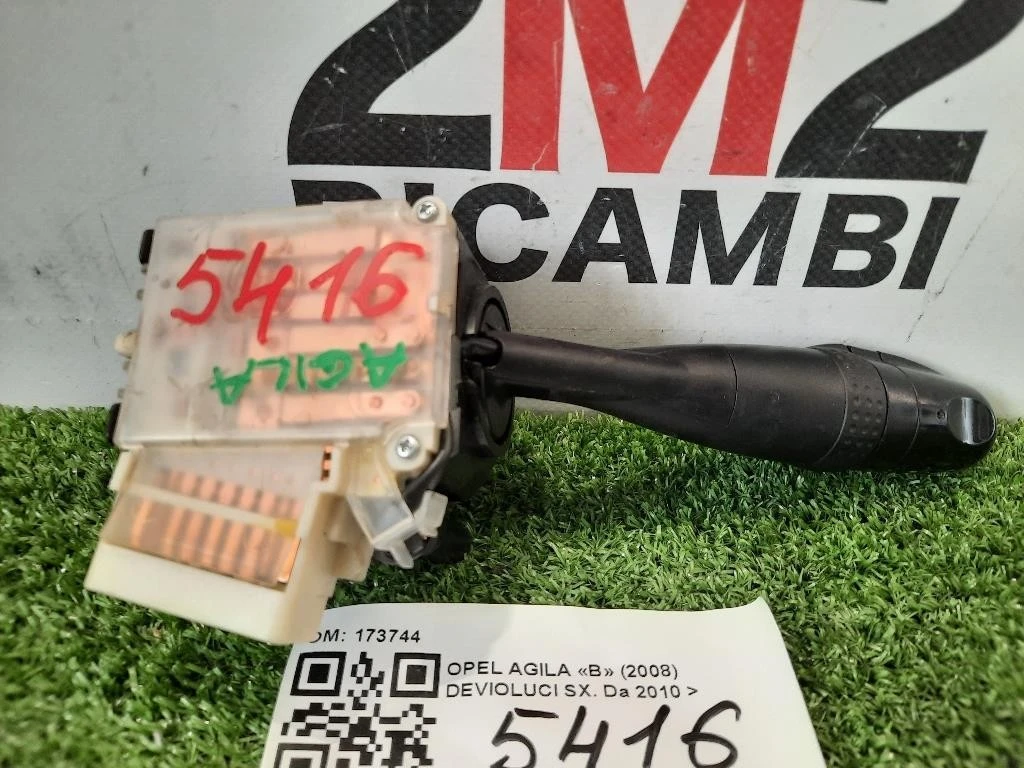 2M2
RICAMBI
5416
AGILA
OM: 173744
OPEL AGILA «B» (2008)
DEVIOLUCI SX. Da 2010 >
5416